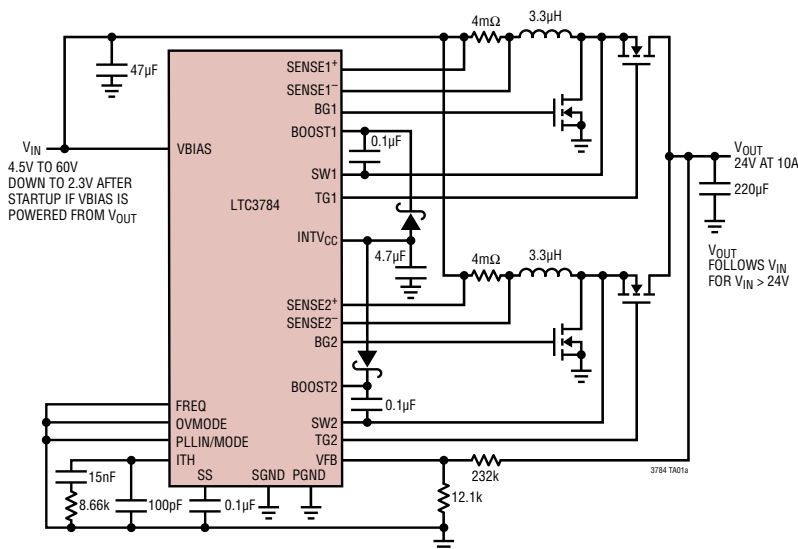 4mΩ
3.3µH
47µF
SENSE1+
SENSE1–
BG1
BOOST1
0.1µF
VIN
4.5V TO 60V
DOWN TO 2.3V AFTER
STARTUP IF VBIAS IS
POWERED FROM VOUT
VBIAS
SW1
LTC3784
TG1
VOUT
24V AT 10A
220µF
INTVCC
4.7µF
VOUT
FOLLOWS VIN
FOR VIN > 24V
4mΩ
3.3µH
SENSE2+
SENSE2–
BG2
BOOST2
0.1µF
FREQ
OVMODE
PLLIN/MODE
ITH
SW2
TG2
VFB
232k
3784 TA01a
15nF
8.66k
100pF
SS
0.1µF
SGND
PGND
12.1k